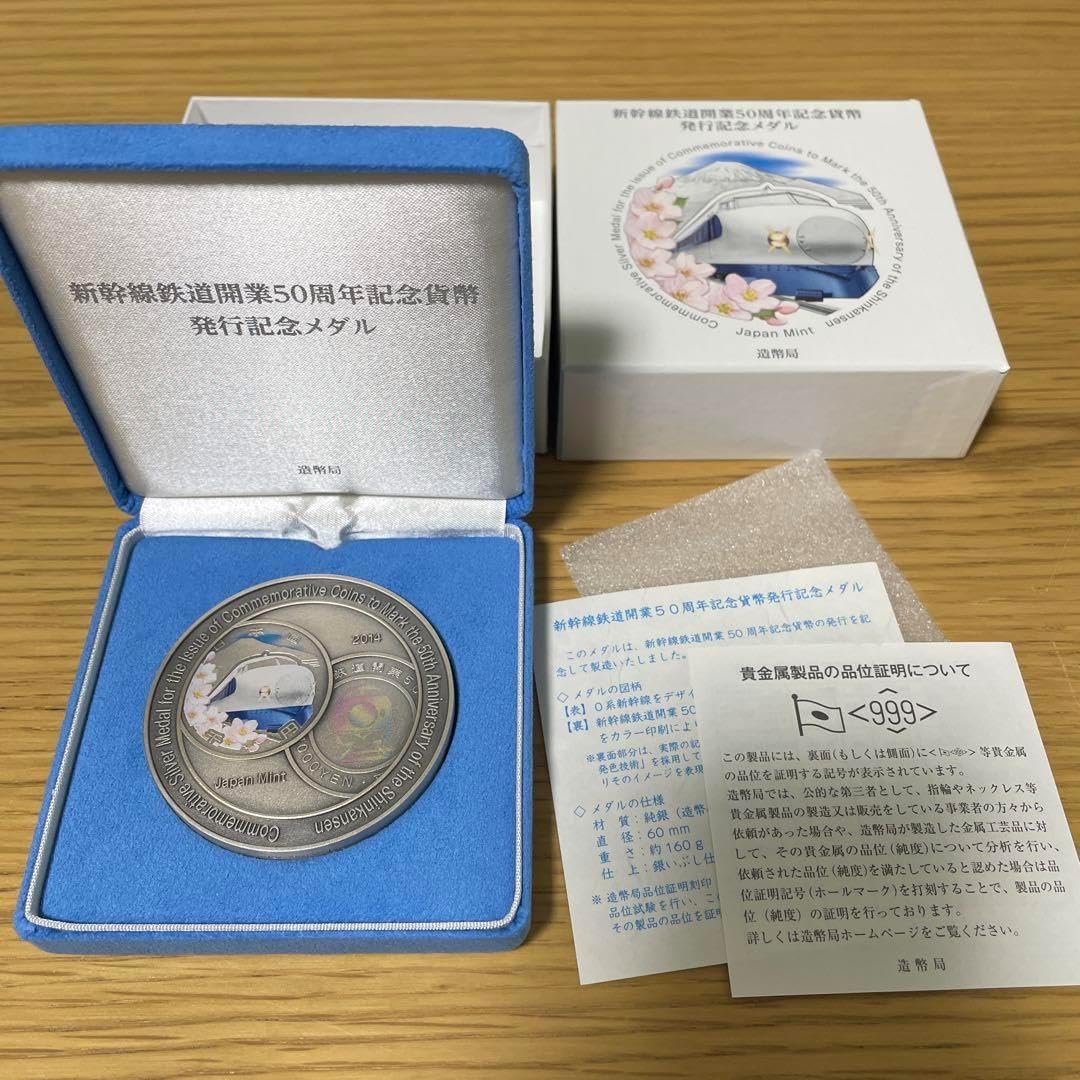 新幹線鉄道開業50周年記念貨幣
発行記念メダル
Commemorative Silver Medal for the Issue of Commemorative Coins to Mark the 50th Anniversary of the Shinkansen
Japan Mint
造幣局
新幹線鉄道開業50周年記念貨幣
発行記念メダル
造幣局
Commemorative Silver Medal for the Issue of Commemorative Coins to Mark the 50th Anniversary of the Shinkansen
2014
鉄道開業50
千円
000YEN
Japan Mint
新幹線鉄道開業50周年記念貨幣発行記念メダル
このメダルは、新幹線鉄道開業50周年記念貨幣の発行を記
念して製造いたしました。
◇メダルの図柄
【表】0系新幹線をデザイ
【裏】新幹線鉄道開業50
をカラー印刷によ
※裏面部分は、実際の記
発色技術」を採用して
りそのイメージを表現
◇メダルの仕様
材質:純銀(造幣
直径:60mm
重さ:約160g
仕上:銀いぶし仕
※造幣局品位証明刻印
品位試験を行い、こ
その製品の品位を証明
貴金属製品の品位証明について
<999>
この製品には、裏面(もしくは側面)に<999>等貴金属
の品位を証明する記号が表示されています。
造幣局では、公的な第三者として、指輪やネックレス等
貴金属製品の製造又は販売をしている事業者の方々から
依頼があった場合や、造幣局が製造した金属工芸品に対
して、その貴金属の品位(純度)について分析を行い、
依頼された品位(純度)を満たしていると認めた場合は品
位証明記号(ホールマーク)を打刻することで、製品の品
位(純度)の証明を行っております。
詳しくは造幣局ホームページをご覧ください。
造幣局